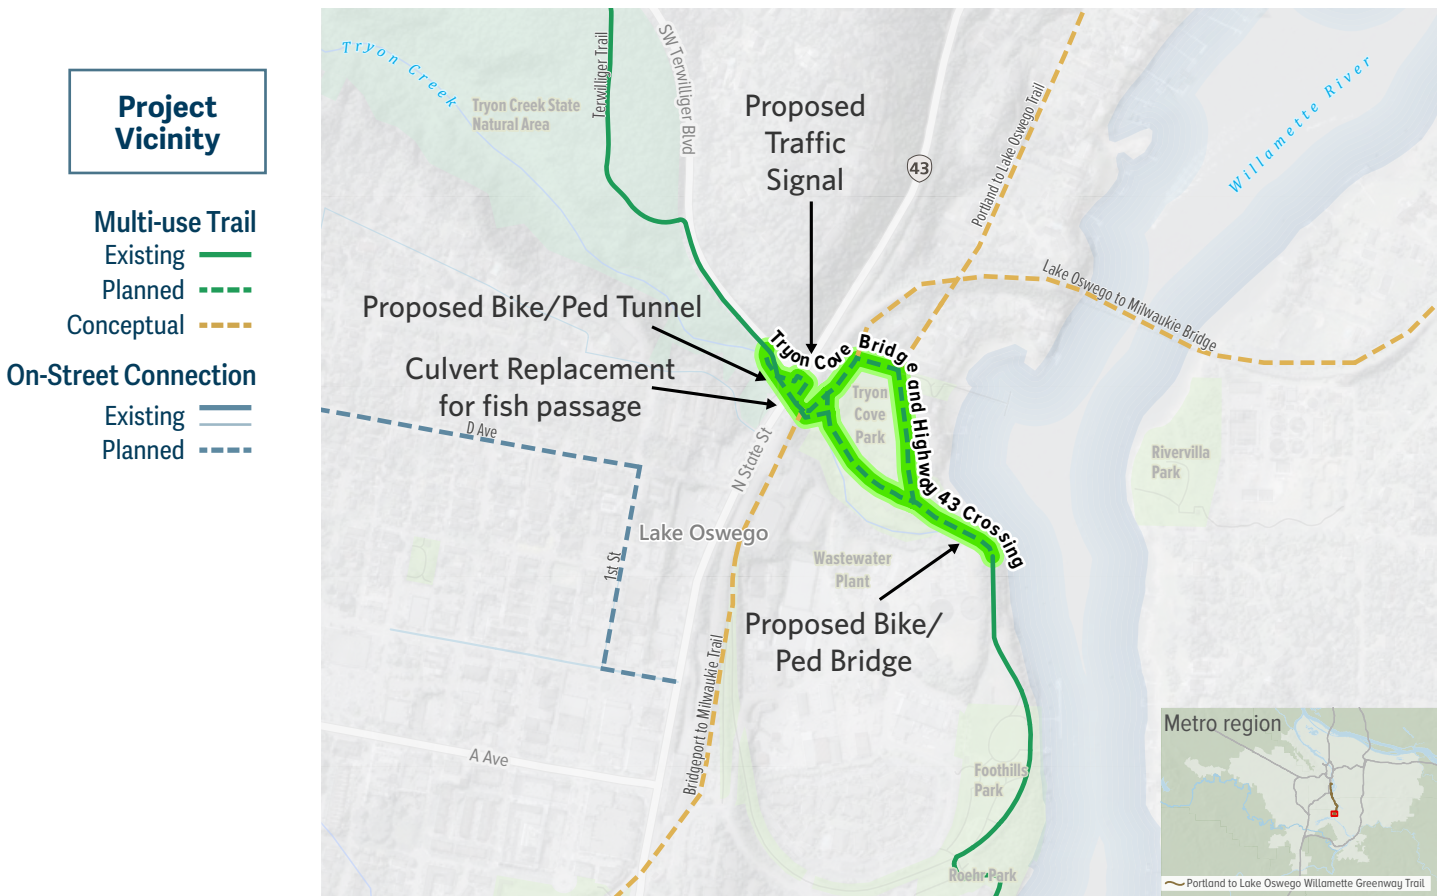 Project
Vicinity
Multi-use Trail
Existing
Planned
Conceptual
On-Street Connection
Existing
Planned
Tryon Creek
Tryon Creek State
Natural Area
Terwilliger Trail
SW Terwilliger Blvd
Proposed
Traffic
Signal
43
Portland to Lake Oswego Trail
Willamette River
Lake Oswego to Milwaukie Bridge
Proposed Bike/Ped Tunnel
Culvert Replacement
for fish passage
Tryon Cove Bridge and Highway 43 Crossing
Tryon
Cove
Park
D Ave
N State St
Rivervilla
Park
Lake Oswego
1st St
Wastewater
Plant
Proposed Bike/
Ped Bridge
Bridgeport to Milwaukie Trail
A Ave
Foothills
Park
Roehr Park
Metro region
Portland to Lake Oswego Willamette Greenway Trail